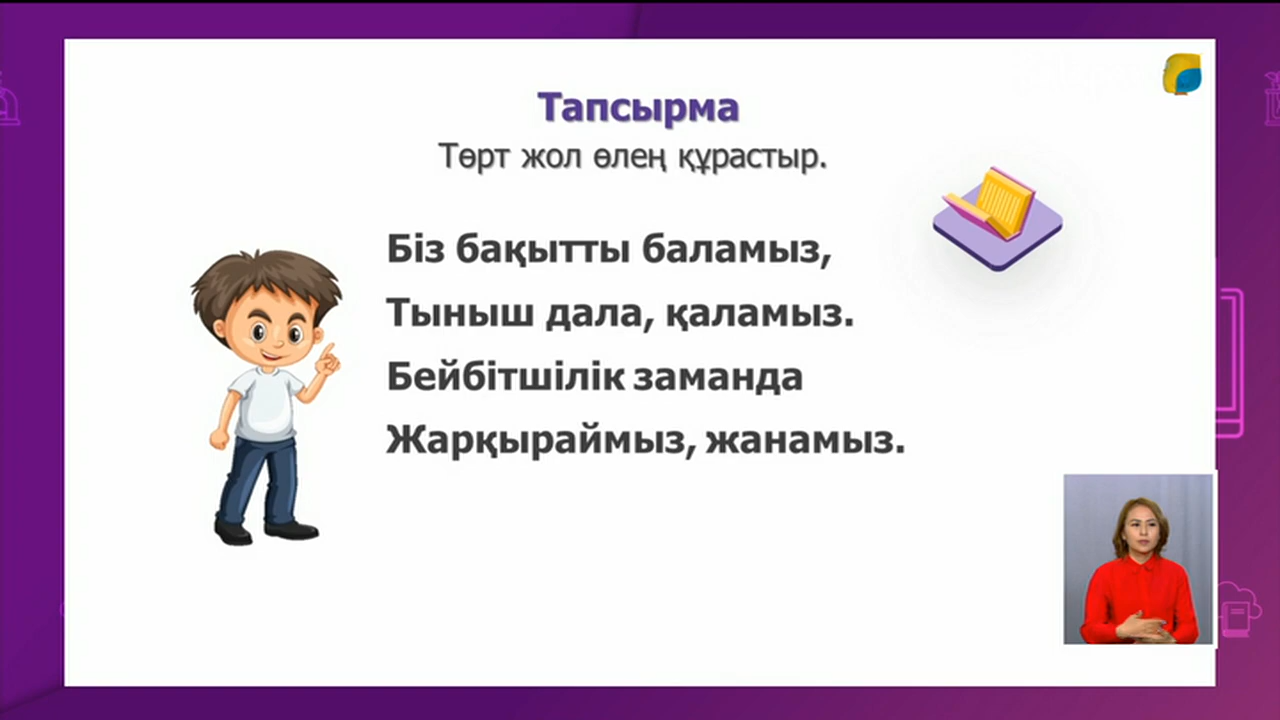 Тапсырма
Төрт жол өлең құрастыр.
Біз бақытты баламыз,
Тыныш дала, қаламыз.
Бейбітшілік заманда
Жарқыраймыз, жанамыз.